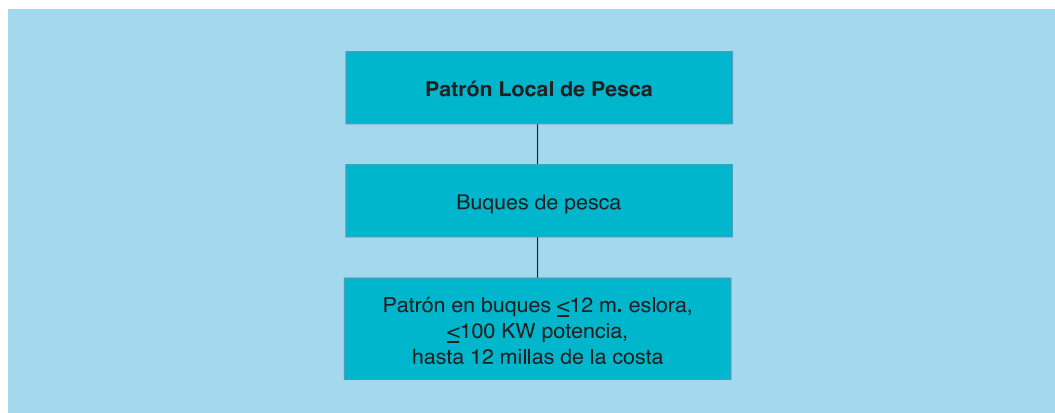 Patrón Local de Pesca
Buques de pesca
Patrón en buques ≤12 m. eslora,
≤100 KW potencia,
hasta 12 millas de la costa